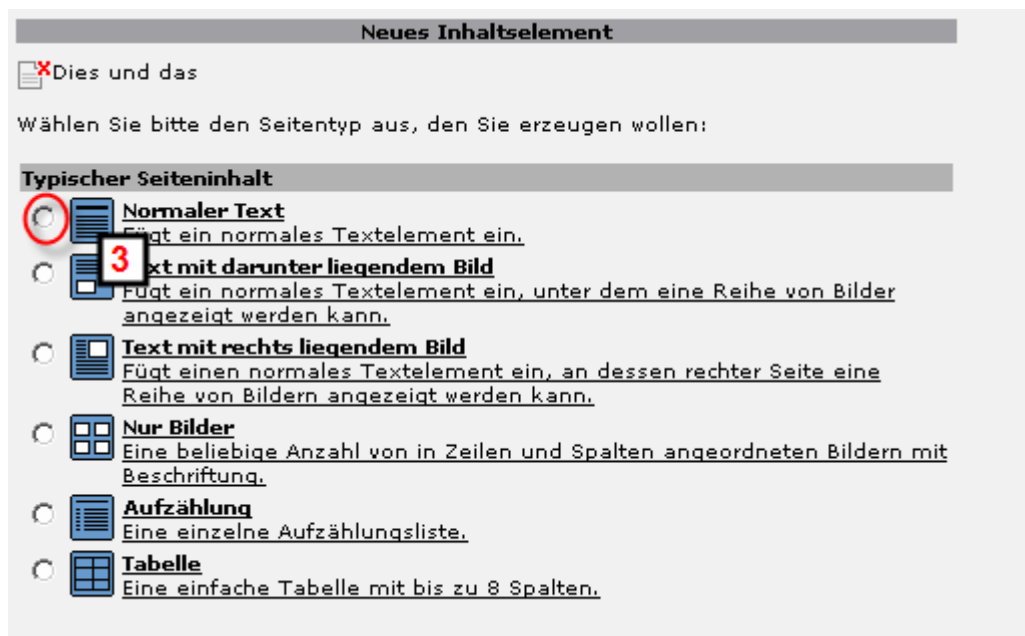 Neues Inhaltselement
Dies und das
Wählen Sie bitte den Seitentyp aus, den Sie erzeugen wollen:
Typischer Seiteninhalt
Normaler Text
Fügt ein normales Textelement ein.
3
xt mit darunter liegendem Bild
Fügt ein normales Textelement ein, unter dem eine Reihe von Bilder
angezeigt werden kann.
Text mit rechts liegendem Bild
Fügt einen normales Textelement ein, an dessen rechter Seite eine
Reihe von Bildern angezeigt werden kann.
Nur Bilder
Eine beliebige Anzahl von in Zeilen und Spalten angeordneten Bildern mit
Beschriftung.
Aufzählung
Eine einzelne Aufzählungsliste.
Tabelle
Eine einfache Tabelle mit bis zu 8 Spalten.